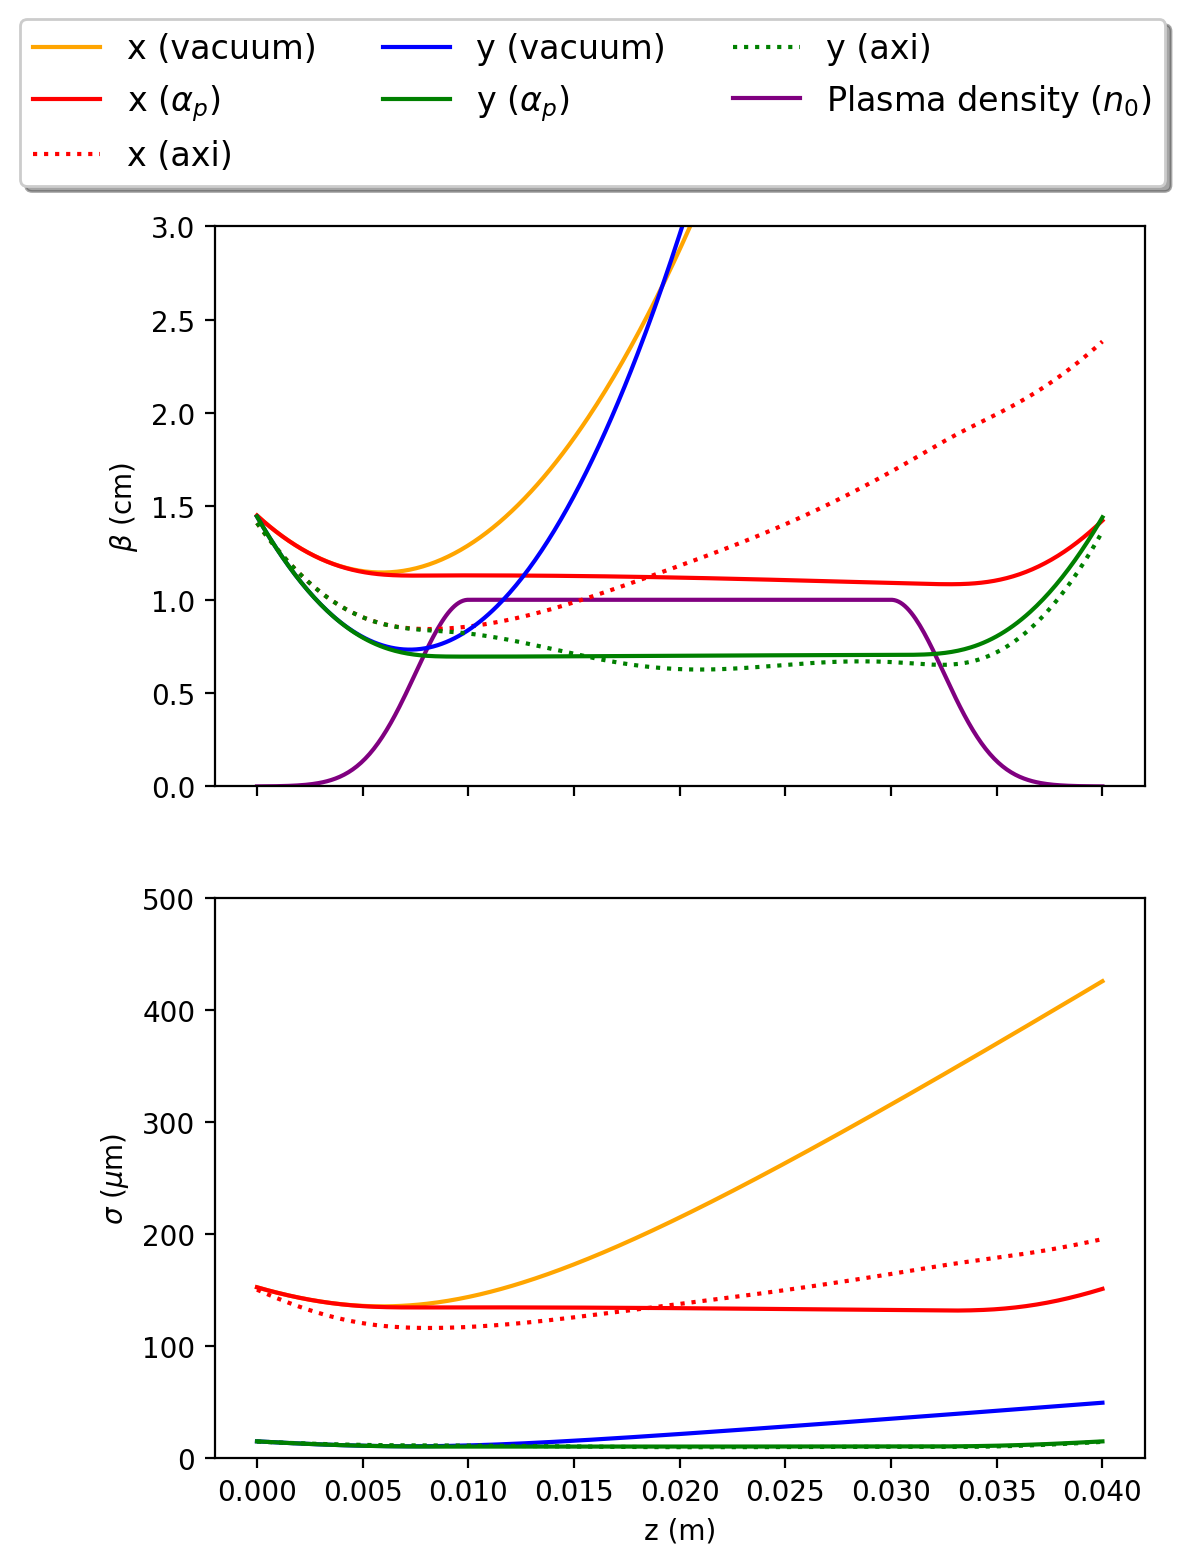 x (vacuum) y (vacuum) y (axi)
x (αₚ) y (αₚ) Plasma density (n₀)
x (axi)
3.0
2.5
2.0
1.5
1.0
0.5
0.0
β (cm)
500
400
300
200
100
0
σ (μm)
0.000 0.005 0.010 0.015 0.020 0.025 0.030 0.035 0.040
z (m)